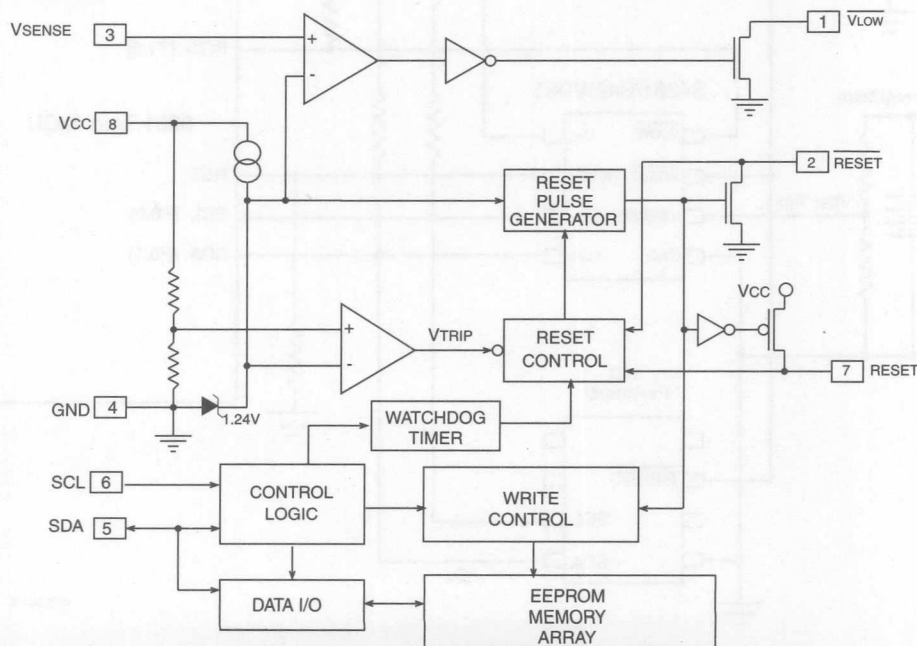 VSENSE 3
1 VLOW
VCC 8
2 RESET
RESET
PULSE
GENERATOR
VCC
VTRIP
RESET
CONTROL
7 RESET
GND 4
1.24V
WATCHDOG
TIMER
SCL 6
CONTROL
LOGIC
WRITE
CONTROL
SDA 5
DATA I/O
EEPROM
MEMORY
ARRAY
+
-
+
-